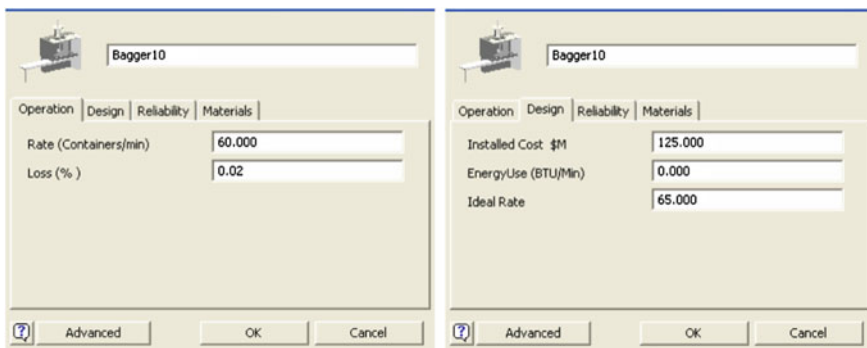 Bagger10
Operation Design Reliability Materials
Rate (Containers/min) 60.000
Loss (% ) 0.02
? Advanced OK Cancel
Bagger10
Operation Design Reliability Materials
Installed Cost $M 125.000
EnergyUse (BTU/Min) 0.000
Ideal Rate 65.000
? Advanced OK Cancel